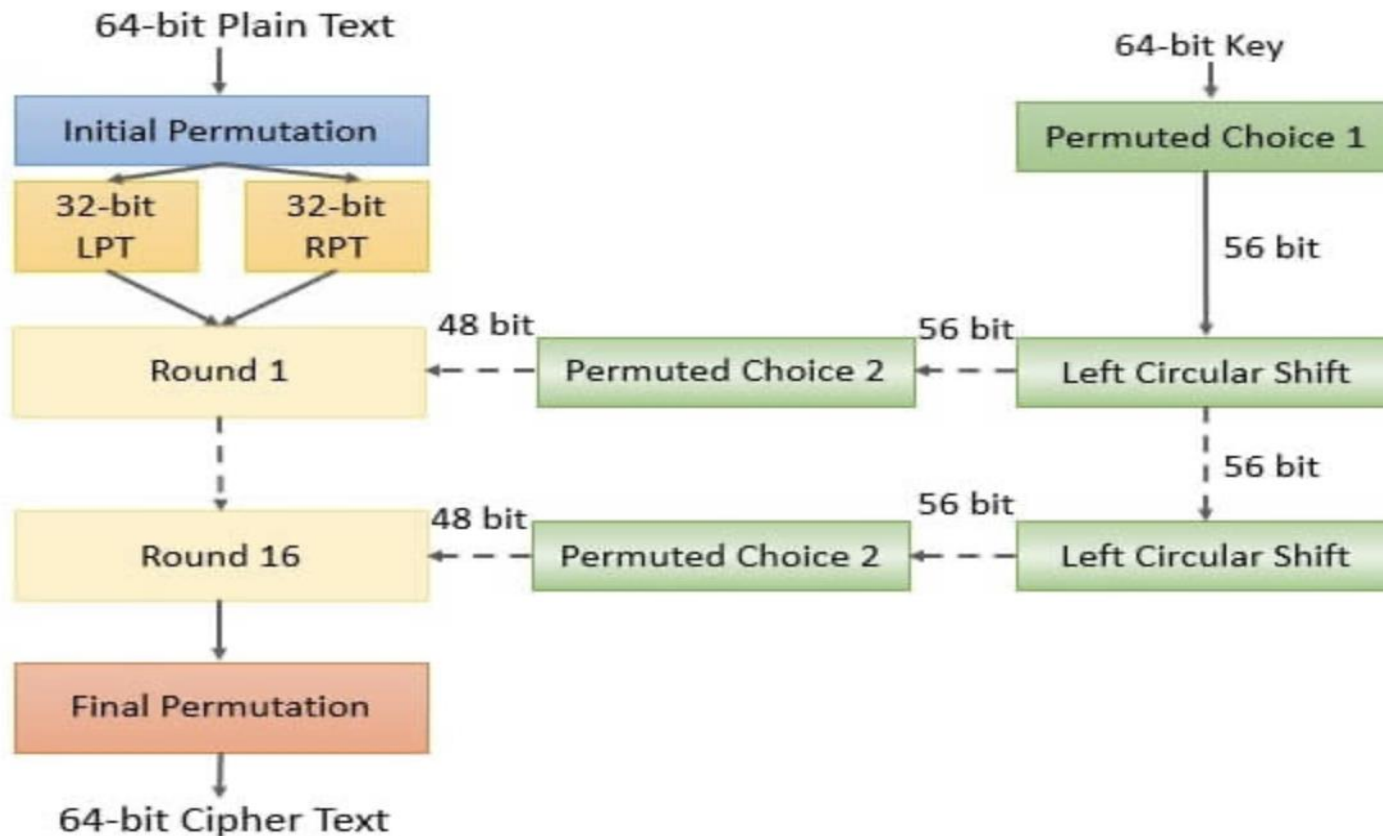 64-bit Plain Text
64-bit Key
Initial Permutation
Permuted Choice 1
32-bit
LPT
32-bit
RPT
56 bit
48 bit
56 bit
Round 1
Permuted Choice 2
Left Circular Shift
56 bit
48 bit
56 bit
Round 16
Permuted Choice 2
Left Circular Shift
Final Permutation
64-bit Cipher Text